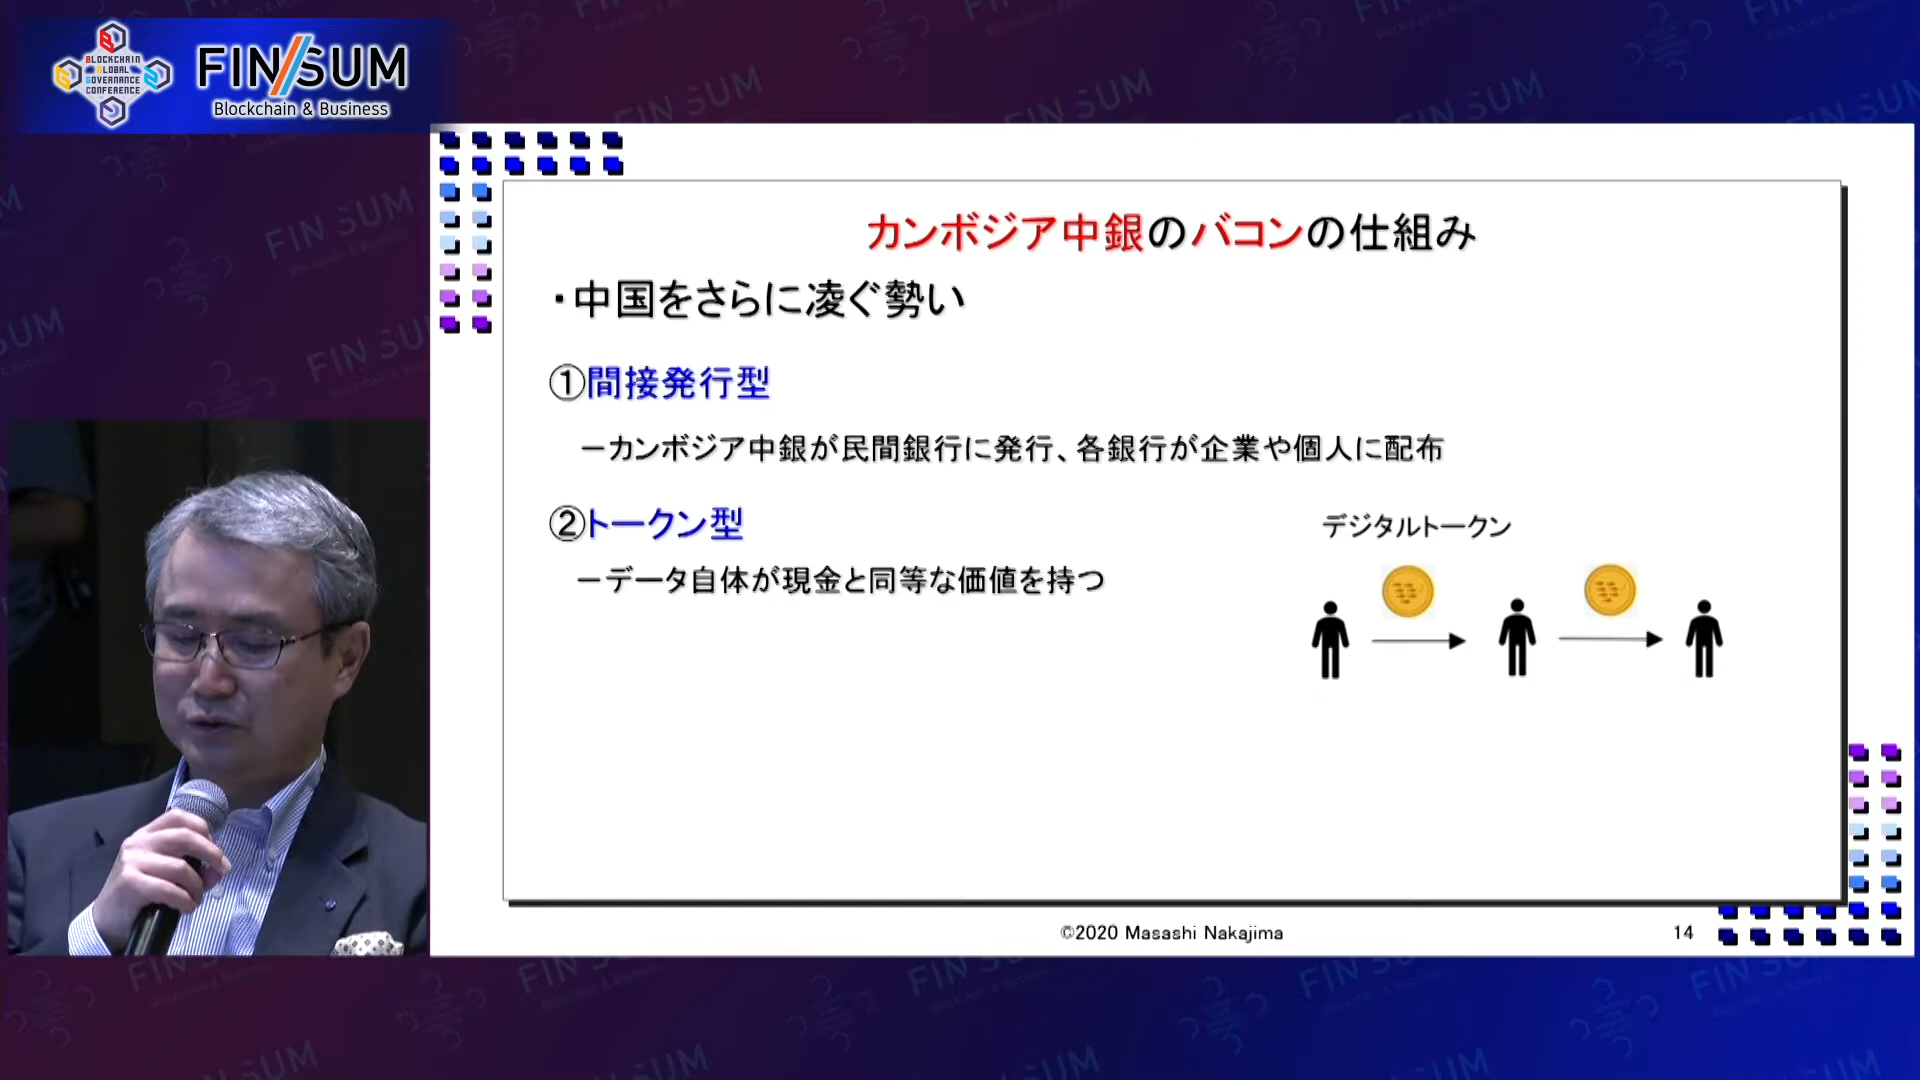 BLOCKCHAIN
GLOBAL
GOVERNANCE
CONFERENCE
FIN/SUM
Blockchain & Business
カンボジア中銀のバコンの仕組み
・中国をさらに凌ぐ勢い
①間接発行型
－カンボジア中銀が民間銀行に発行、各銀行が企業や個人に配布
②トークン型
－データ自体が現金と同等な価値を持つ
デジタルトークン
©2020 Masashi Nakajima
14